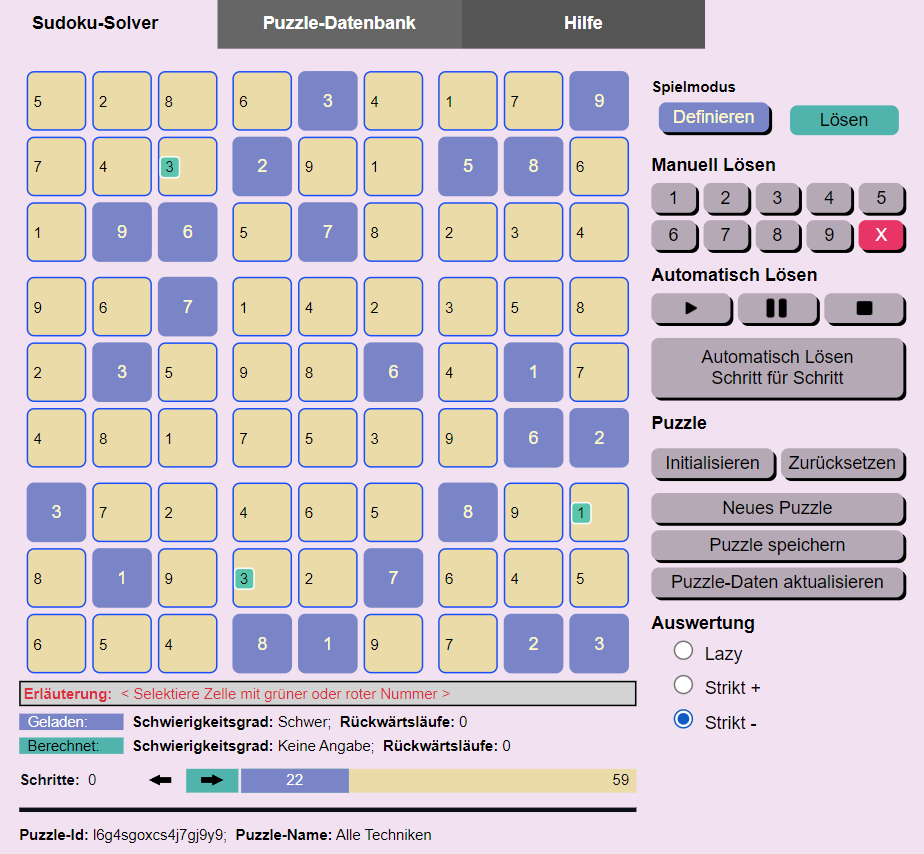 Sudoku-Solver Puzzle-Datenbank Hilfe
5 2 8 6 3 4 1 7 9
7 4 3 2 9 1 5 8 6
1 9 6 5 7 8 2 3 4
9 6 7 1 4 2 3 5 8
2 3 5 9 8 6 4 1 7
4 8 1 7 5 3 9 6 2
3 7 2 4 6 5 8 9 1
8 1 9 3 2 7 6 4 5
6 5 4 8 1 9 7 2 3
Erläuterung: < Selektiere Zelle mit grüner oder roter Nummer >
Geladen: Schwierigkeitsgrad: Schwer; Rückwärtsläufe: 0
Berechnet: Schwierigkeitsgrad: Keine Angabe; Rückwärtsläufe: 0
Schritte: 0 22 59
Puzzle-Id: l6g4sgoxcs4j7gj9y9; Puzzle-Name: Alle Techniken
Spielmodus
Definieren Lösen
Manuell Lösen
1 2 3 4 5
6 7 8 9 X
Automatisch Lösen
Automatisch Lösen
Schritt für Schritt
Puzzle
Initialisieren Zurücksetzen
Neues Puzzle
Puzzle speichern
Puzzle-Daten aktualisieren
Auswertung
Lazy
Strikt +
Strikt -